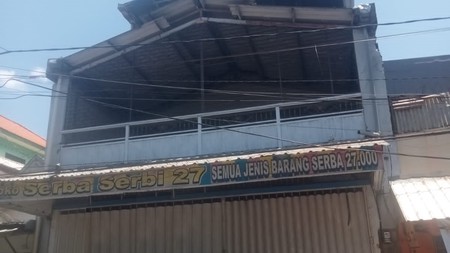 Serba Serbi 27 SEMUA JENIS BARANG SERBA 27.000